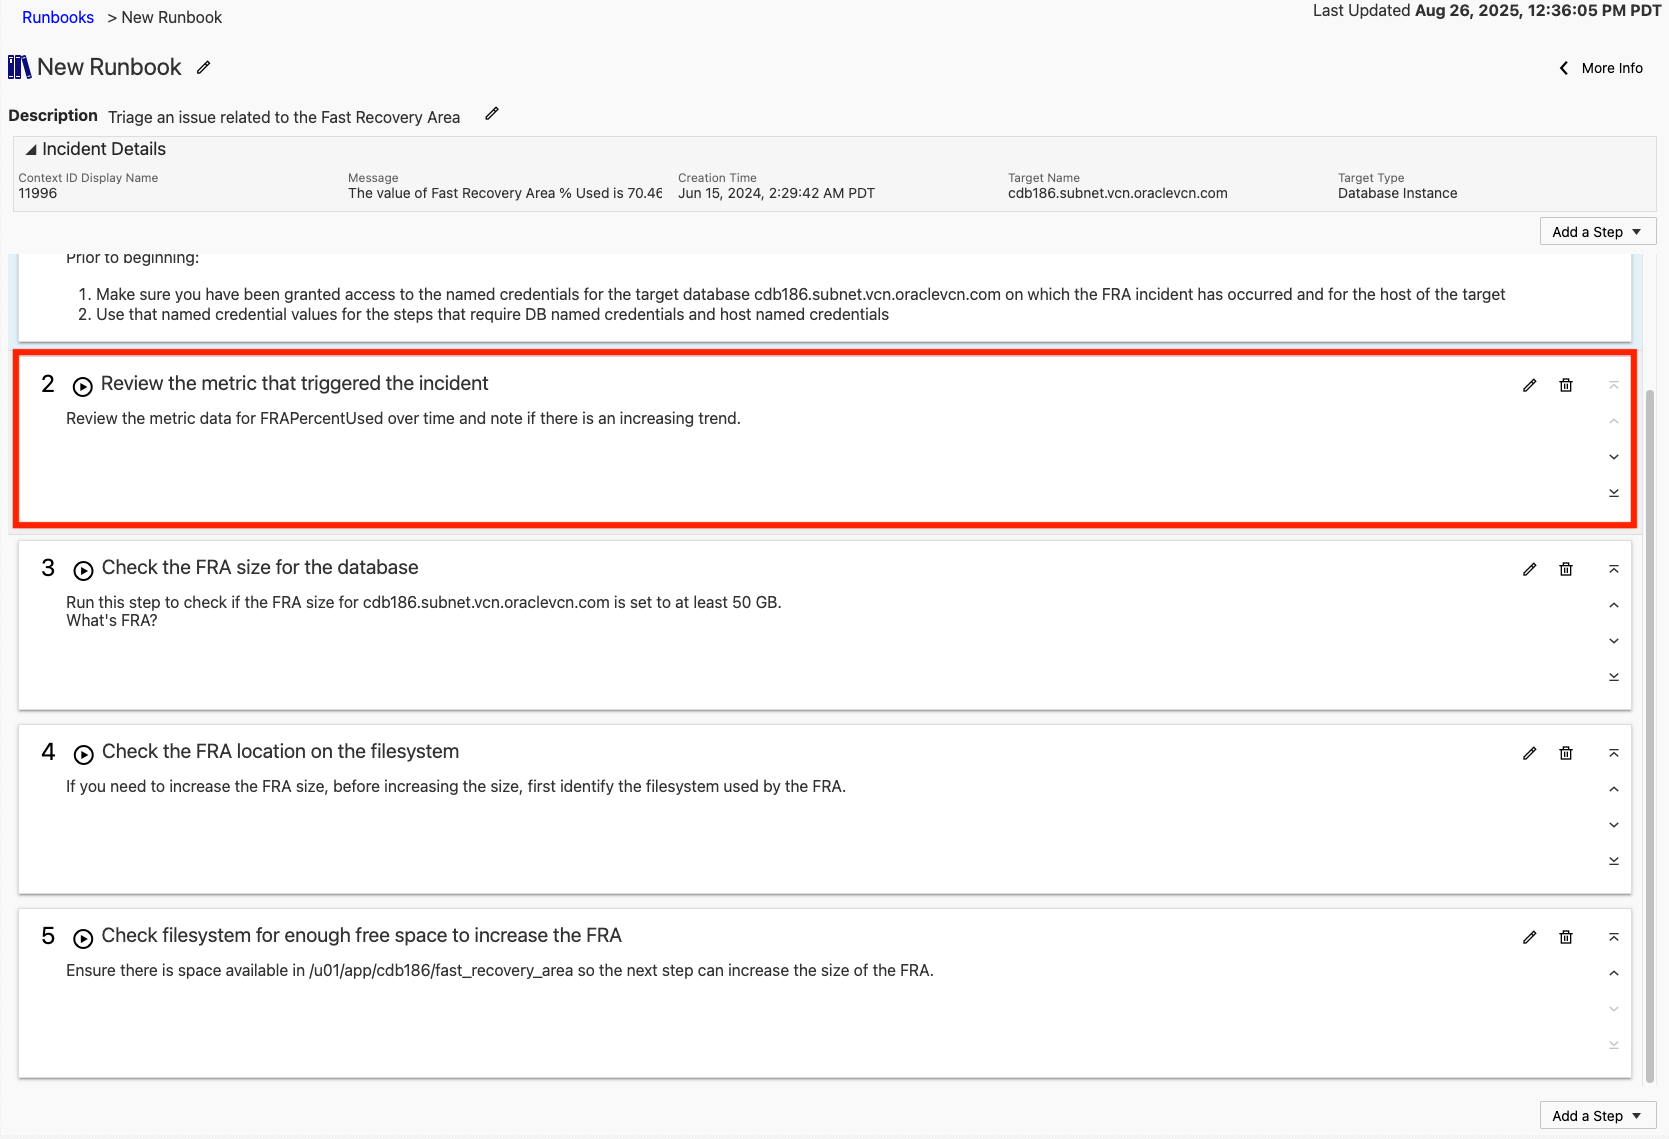 Runbooks > New Runbook
Last Updated Aug 26, 2025, 12:36:05 PM PDT
New Runbook
More Info
Description Triage an issue related to the Fast Recovery Area
Incident Details
Context ID Display Name
11996
Message
The value of Fast Recovery Area % Used is 70.46
Creation Time
Jun 15, 2024, 2:29:42 AM PDT
Target Name
cdb186.subnet.vcn.oraclevcn.com
Target Type
Database Instance
Add a Step
Prior to beginning:
1. Make sure you have been granted access to the named credentials for the target database cdb186.subnet.vcn.oraclevcn.com on which the FRA incident has occurred and for the host of the target
2. Use that named credential values for the steps that require DB named credentials and host named credentials
2 Review the metric that triggered the incident
Review the metric data for FRAPercentUsed over time and note if there is an increasing trend.
3 Check the FRA size for the database
Run this step to check if the FRA size for cdb186.subnet.vcn.oraclevcn.com is set to at least 50 GB.
What's FRA?
4 Check the FRA location on the filesystem
If you need to increase the FRA size, before increasing the size, first identify the filesystem used by the FRA.
5 Check filesystem for enough free space to increase the FRA
Ensure there is space available in /u01/app/cdb186/fast_recovery_area so the next step can increase the size of the FRA.
Add a Step